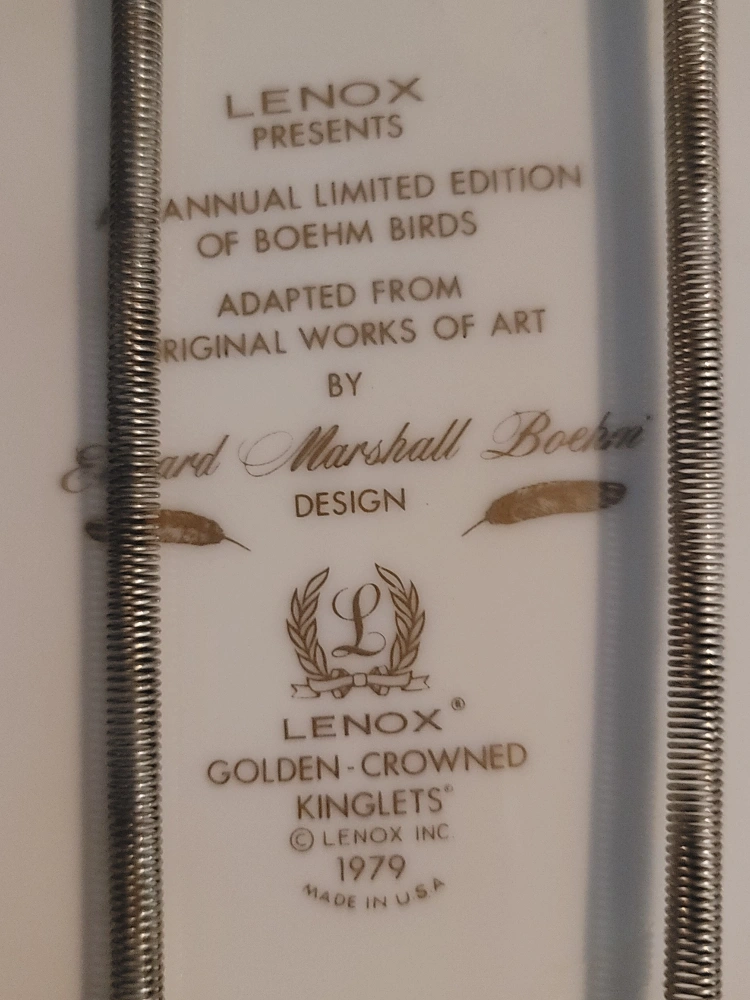 LENOX
PRESENTS
ANNUAL LIMITED EDITION
OF BOEHM BIRDS
ADAPTED FROM
RIGINAL WORKS OF ART
BY
Marshall Boehm
DESIGN
L
LENOX®
GOLDEN-CROWNED
KINGLETS®
© LENOX INC
1979
MADE IN U.S.A